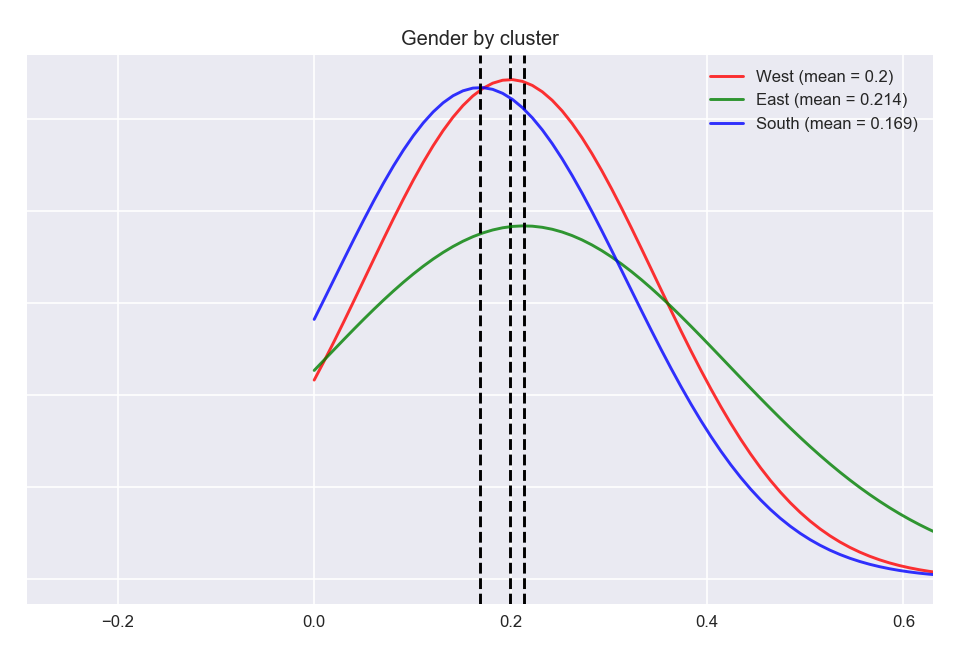 Gender by cluster
West (mean = 0.2)
East (mean = 0.214)
South (mean = 0.169)
−0.2 0.0 0.2 0.4 0.6